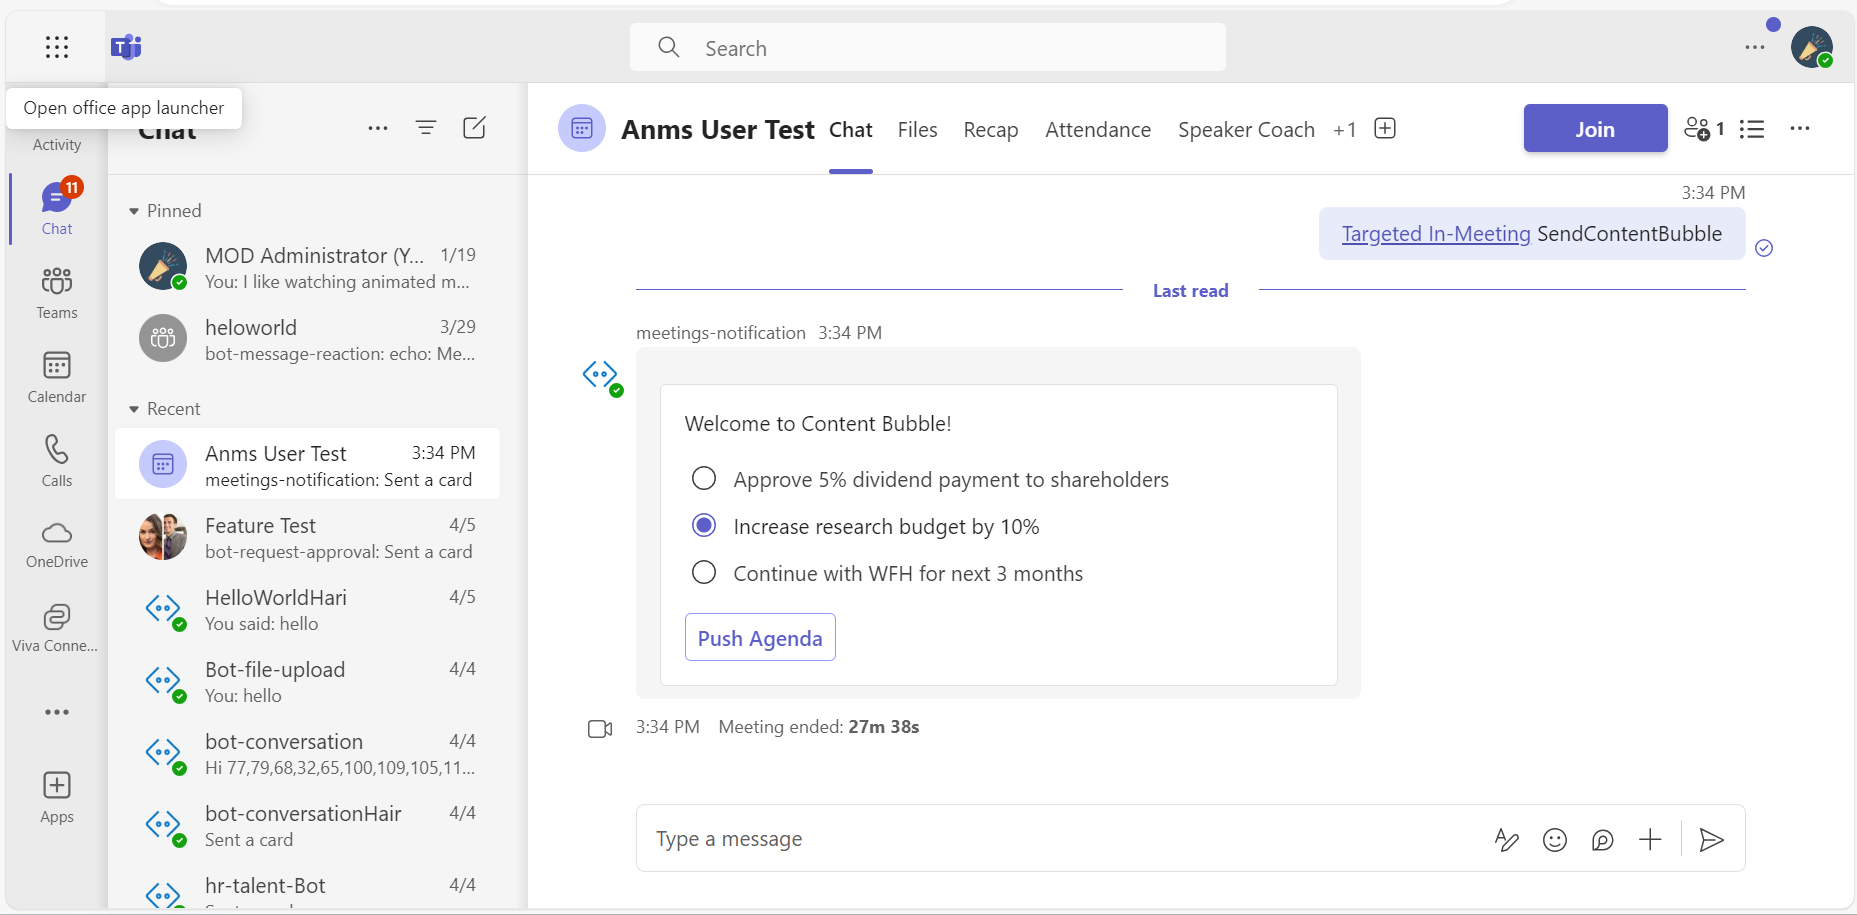 Search
T
Open office app launcher
Activity
11
Chat
Teams
Calendar
Calls
OneDrive
Viva Conne...
Apps
Chat
Pinned
MOD Administrator (Y... 1/19
You: I like watching animated m...
heloworld 3/29
bot-message-reaction: echo: Me...
Recent
Anms User Test 3:34 PM
meetings-notification: Sent a card
Feature Test 4/5
bot-request-approval: Sent a card
HelloWorldHari 4/5
You said: hello
Bot-file-upload 4/4
You: hello
bot-conversation 4/4
Hi 77,79,68,32,65,100,109,105,11...
bot-conversationHair 4/4
Sent a card
hr-talent-Bot 4/4
Anms User Test Chat Files Recap Attendance Speaker Coach +1 Join 1
3:34 PM
Targeted In-Meeting SendContentBubble
Last read
meetings-notification 3:34 PM
Welcome to Content Bubble!
Approve 5% dividend payment to shareholders
Increase research budget by 10%
Continue with WFH for next 3 months
Push Agenda
3:34 PM Meeting ended: 27m 38s
Type a message